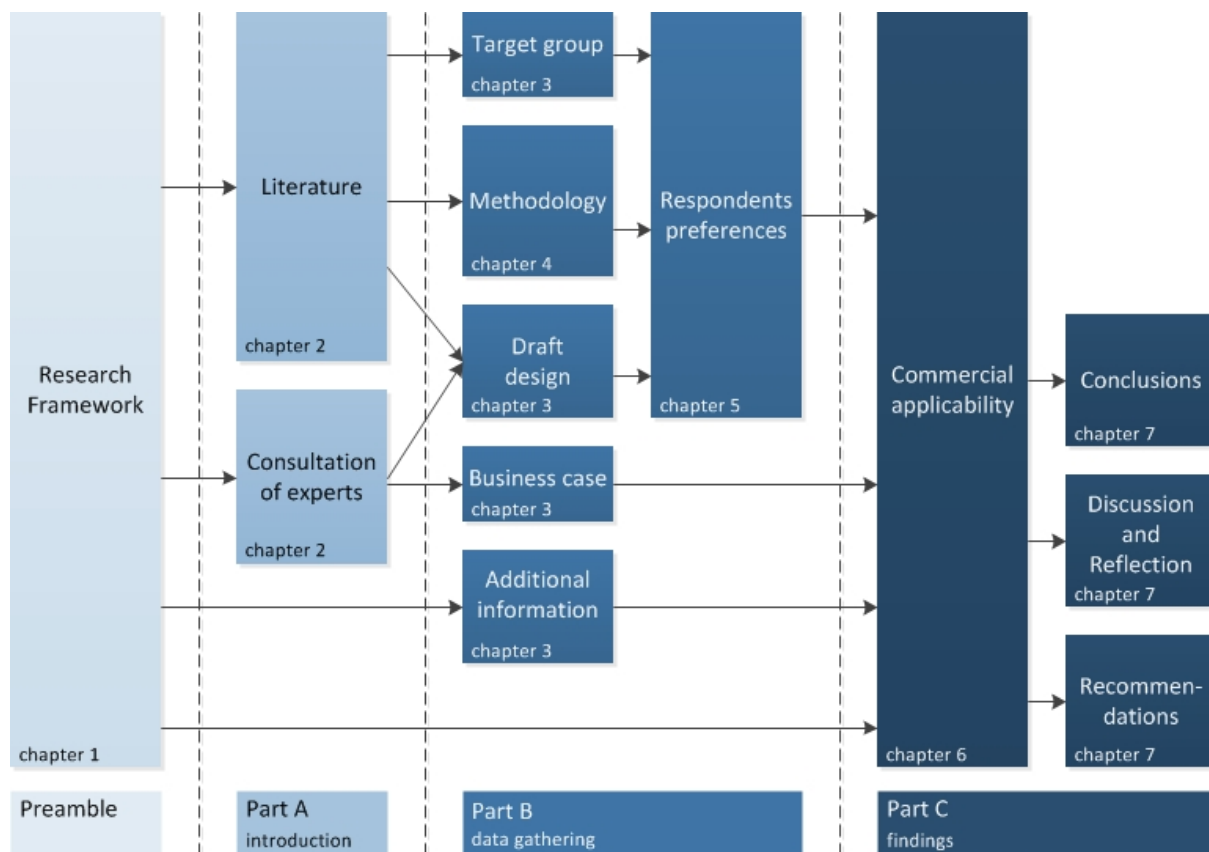 Research
Framework
chapter 1
Literature
chapter 2
Consultation
of experts
chapter 2
Target group
chapter 3
Methodology
chapter 4
Draft
design
chapter 3
Business case
chapter 3
Additional
information
chapter 3
Respondents
preferences
chapter 5
Commercial
applicability
chapter 6
Conclusions
chapter 7
Discussion
and
Reflection
chapter 7
Recommen-
dations
chapter 7
Preamble
Part A
introduction
Part B
data gathering
Part C
findings